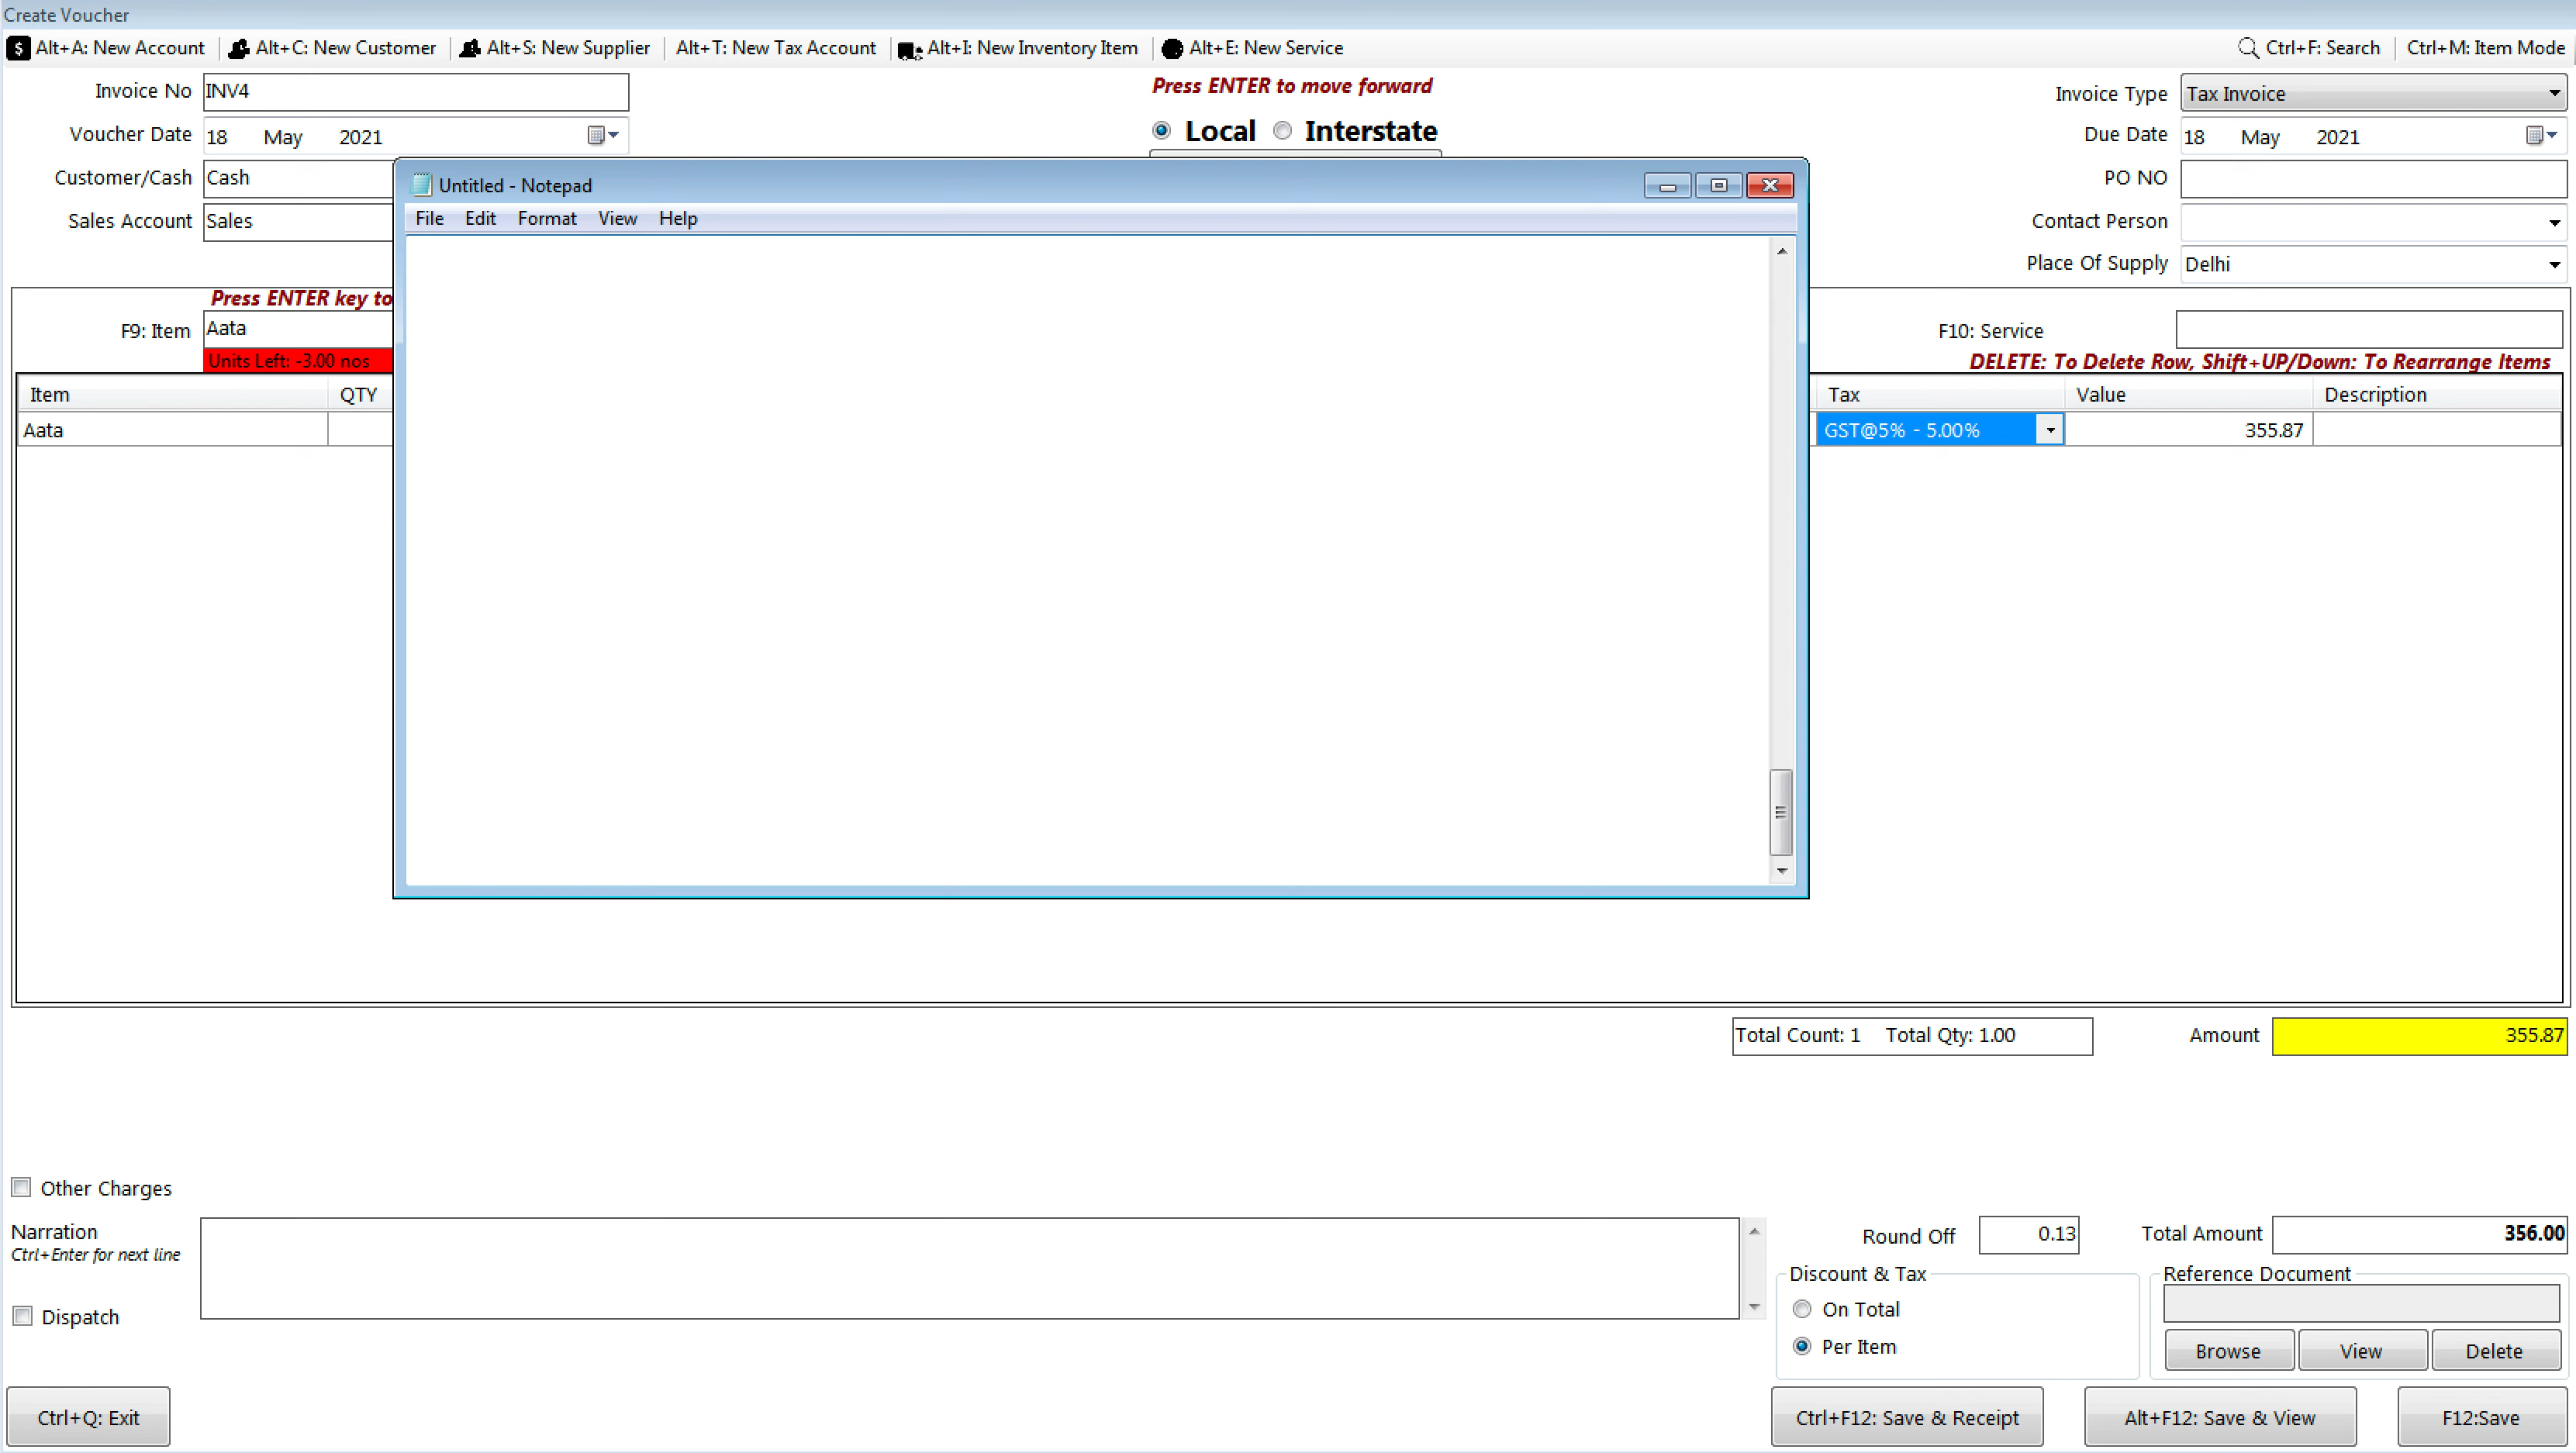 Create Voucher
Alt+A: New Account Alt+C: New Customer Alt+S: New Supplier Alt+T: New Tax Account Alt+I: New Inventory Item Alt+E: New Service Ctrl+F: Search Ctrl+M: Item Mode
Invoice No INV4 Press ENTER to move forward Invoice Type Tax Invoice
Voucher Date 18 May 2021 Local Interstate Due Date 18 May 2021
Customer/Cash Cash PO NO
Untitled - Notepad
File Edit Format View Help
Sales Account Sales Contact Person
Place Of Supply Delhi
Press ENTER key to
F9: Item Aata F10: Service
Units Left: -3.00 nos DELETE: To Delete Row, Shift+UP/Down: To Rearrange Items
Item QTY Tax Value Description
Aata GST@5% - 5.00% 355.87
Total Count: 1 Total Qty: 1.00 Amount 355.87
Other Charges
Narration Round Off 0.13 Total Amount 356.00
Ctrl+Enter for next line
Discount & Tax Reference Document
On Total
Dispatch
Per Item Browse View Delete
Ctrl+Q: Exit Ctrl+F12: Save & Receipt Alt+F12: Save & View F12:Save